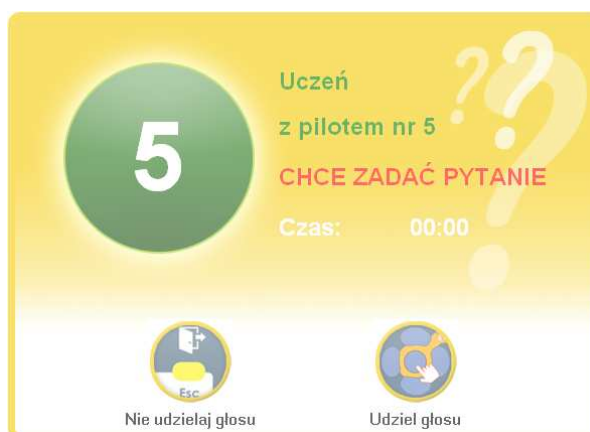 5
Uczeń
z pilotem nr 5
CHCE ZADAĆ PYTANIE
Czas: 00:00
Esc
Nie udzielaj głosu
Udziel głosu